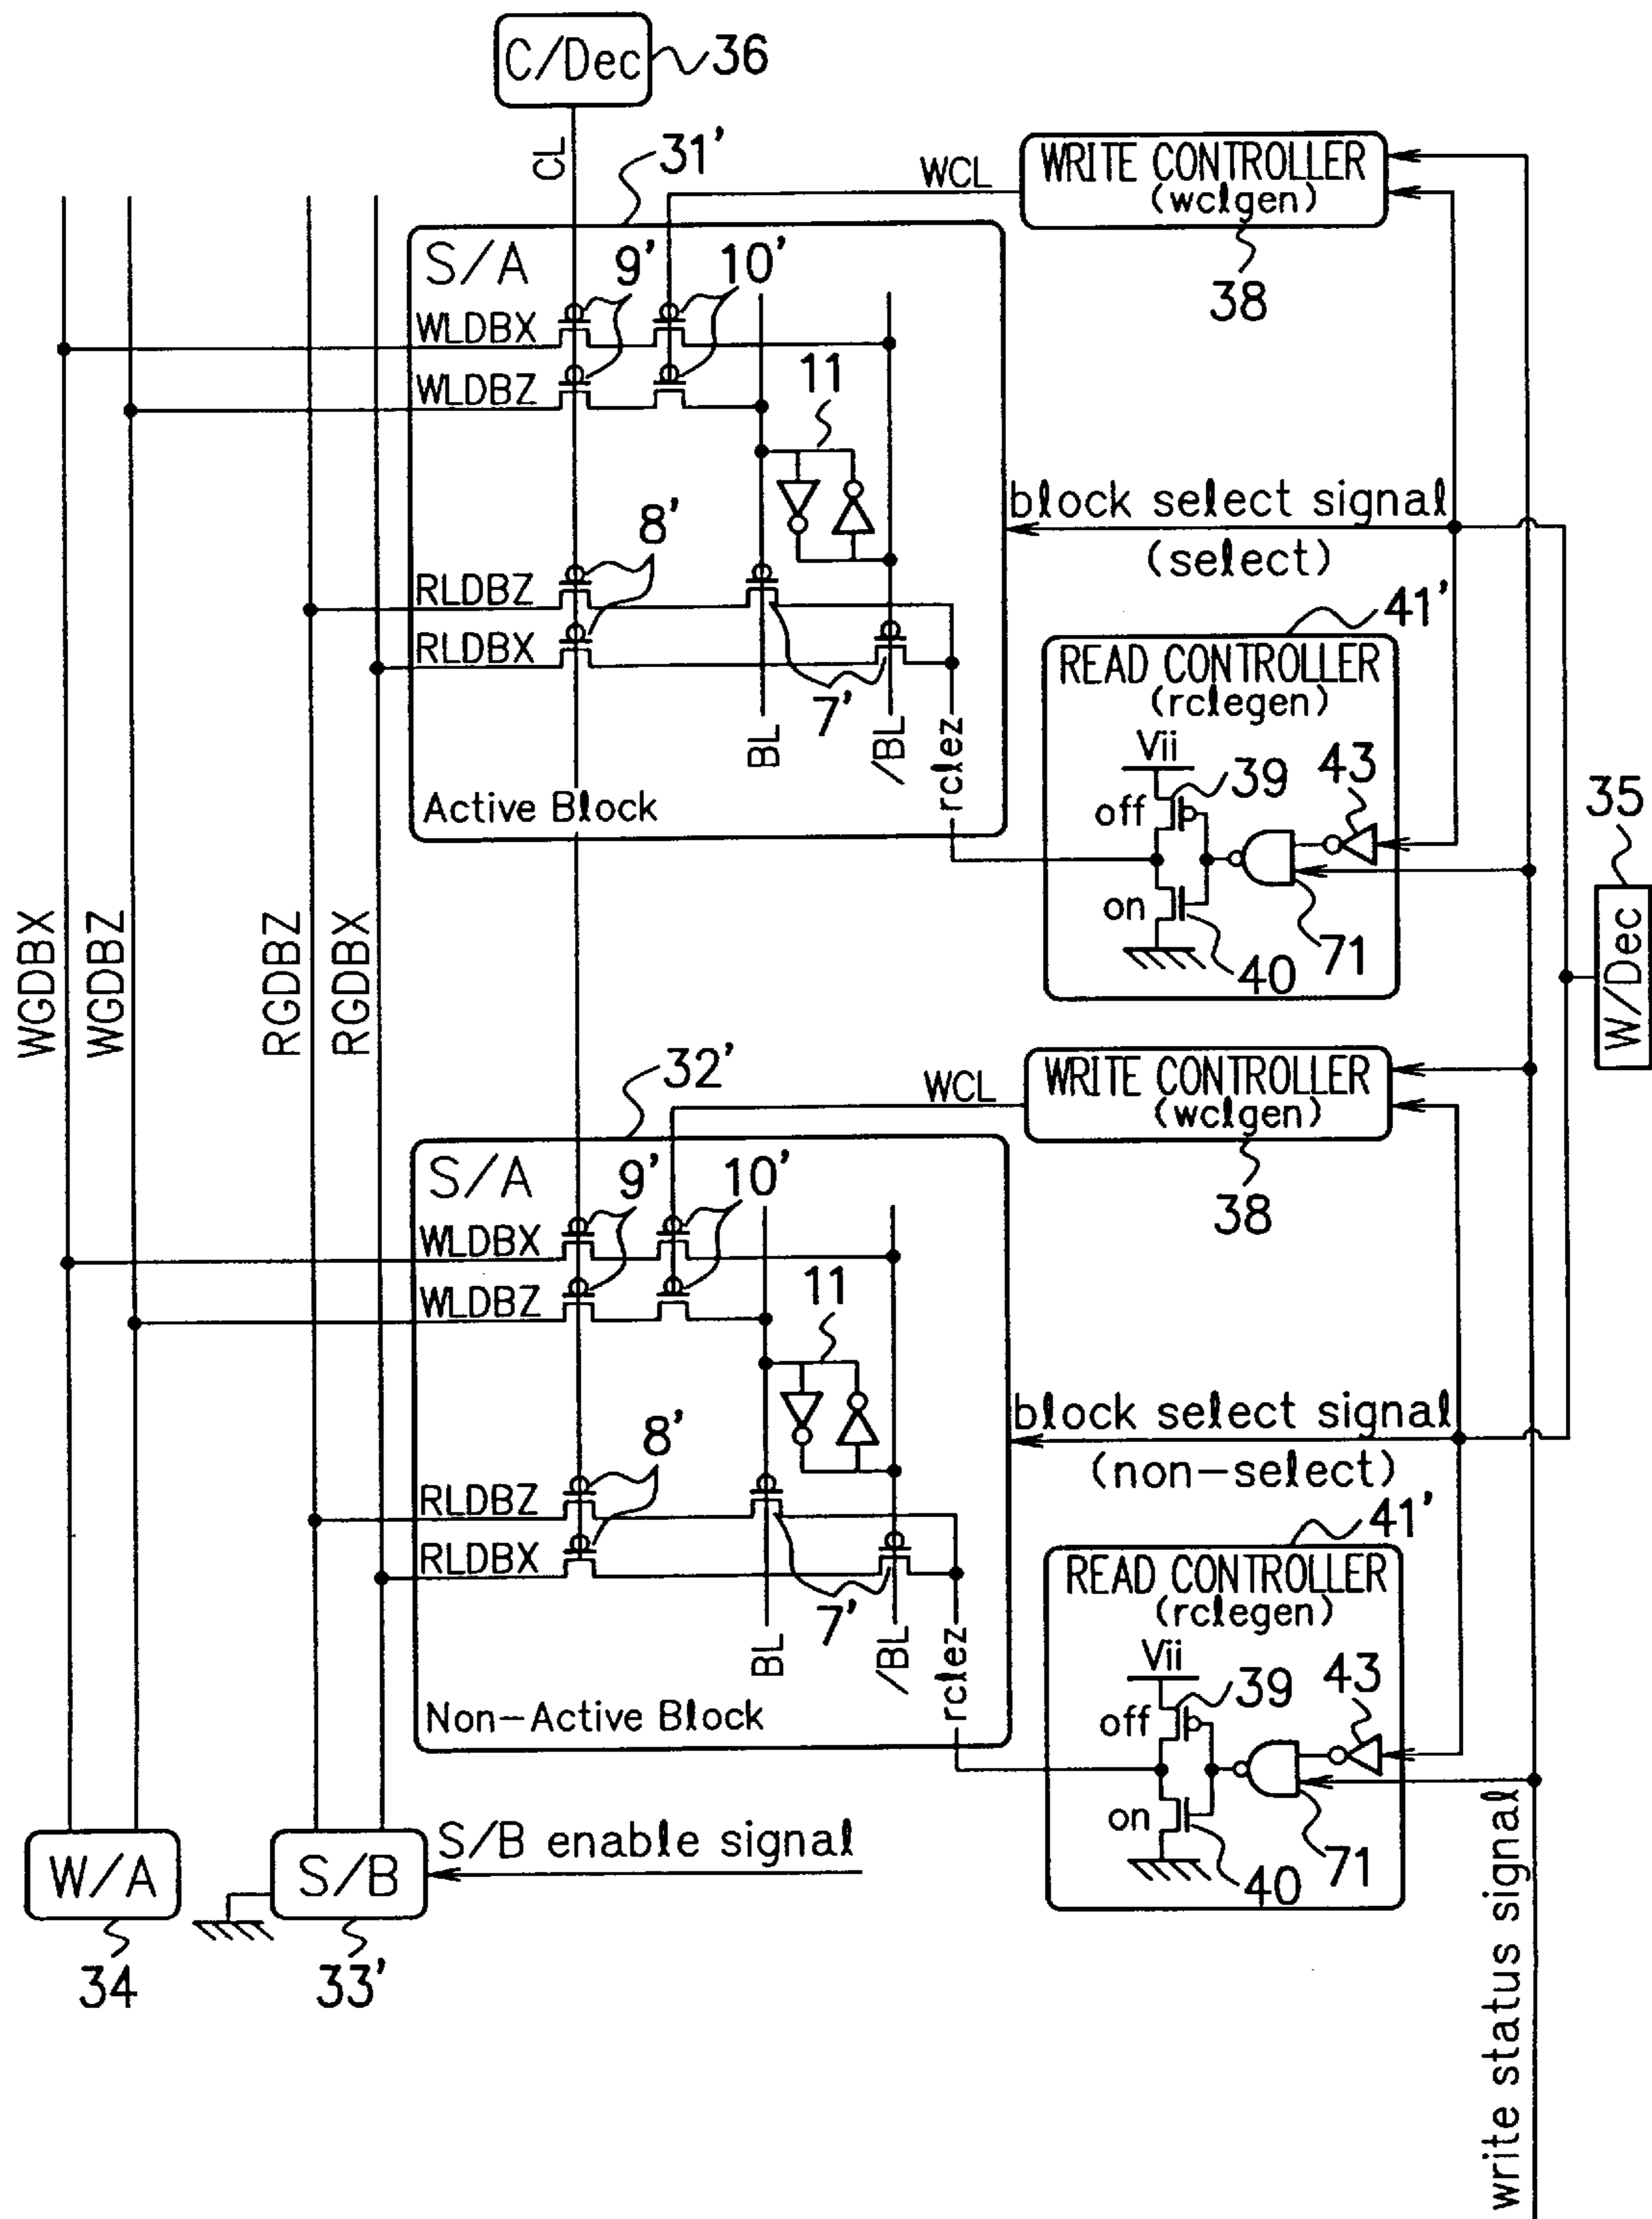 C/Dec
36
CL
31'
WCL
WRITE CONTROLLER
(wclgen)
38
S/A
9'
10'
WLDBX
WLDBZ
11
block select signal
(select)
8'
RLDBZ
RLDBX
7'
BL
/BL
rclez
Active Block
41'
READ CONTROLLER
(rclegen)
Vii
39
43
off
on
40
71
35
W/Dec
WGDBX
WGDBZ
RGDBZ
RGDBX
32'
WCL
WRITE CONTROLLER
(wclgen)
38
S/A
9'
10'
WLDBX
WLDBZ
11
block select signal
(non-select)
8'
RLDBZ
RLDBX
7'
BL
/BL
rclez
Non-Active Block
41'
READ CONTROLLER
(rclegen)
Vii
39
43
off
on
40
71
W/A
34
S/B
33'
S/B enable signal
write status signal